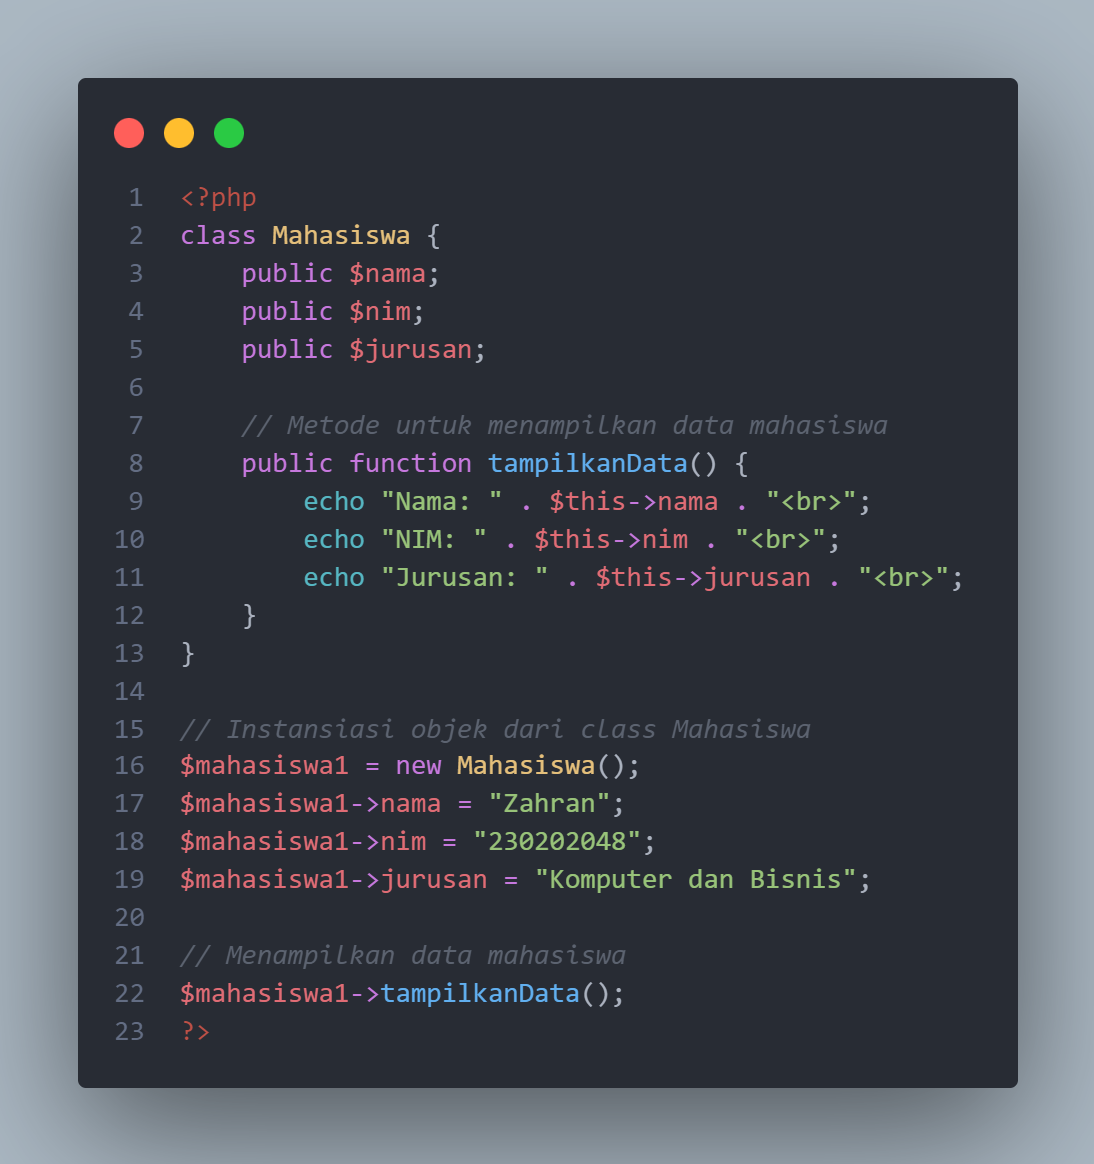 1 <?php
2 class Mahasiswa {
3     public $nama;
4     public $nim;
5     public $jurusan;
6
7     // Metode untuk menampilkan data mahasiswa
8     public function tampilkanData() {
9         echo "Nama: " . $this->nama . "<br>";
10         echo "NIM: " . $this->nim . "<br>";
11         echo "Jurusan: " . $this->jurusan . "<br>";
12     }
13 }
14
15 // Instansiasi objek dari class Mahasiswa
16 $mahasiswa1 = new Mahasiswa();
17 $mahasiswa1->nama = "Zahran";
18 $mahasiswa1->nim = "230202048";
19 $mahasiswa1->jurusan = "Komputer dan Bisnis";
20
21 // Menampilkan data mahasiswa
22 $mahasiswa1->tampilkanData();
23 ?>